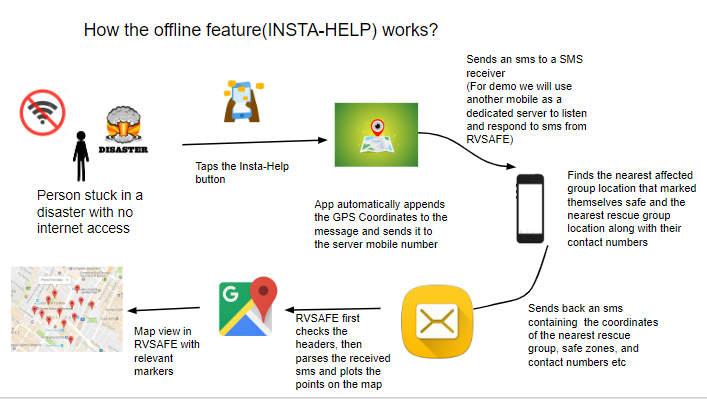 How the offline feature(INSTA-HELP) works?
DISASTER
Person stuck in a
disaster with no
internet access
Taps the Insta-Help
button
App automatically appends
the GPS Coordinates to the
message and sends it to
the server mobile number
Sends an sms to a SMS
receiver
(For demo we will use
another mobile as a
dedicated server to listen
and respond to sms from
RVSAFE)
Finds the nearest affected
group location that marked
themselves safe and the
nearest rescue group
location along with their
contact numbers
Sends back an sms
containing the coordinates
of the nearest rescue
group, safe zones, and
contact numbers etc
G
RVSAFE first
checks the
headers, then
parses the received
sms and plots the
points on the map
Map view in
RVSAFE with
relevant
markers